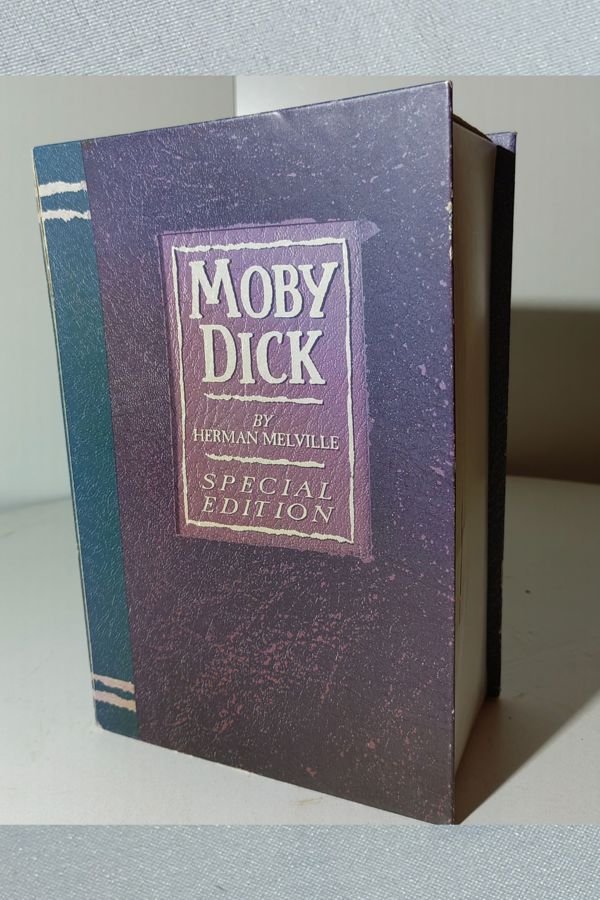 MOBY
DICK
BY
HERMAN MELVILLE
SPECIAL
EDITION